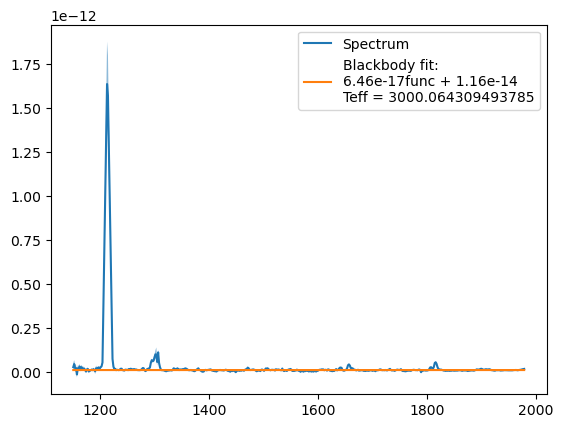 1e−12
1.75
1.50
1.25
1.00
0.75
0.50
0.25
0.00
1200
1400
1600
1800
2000
Spectrum
Blackbody fit:
6.46e-17func + 1.16e-14
Teff = 3000.064309493785